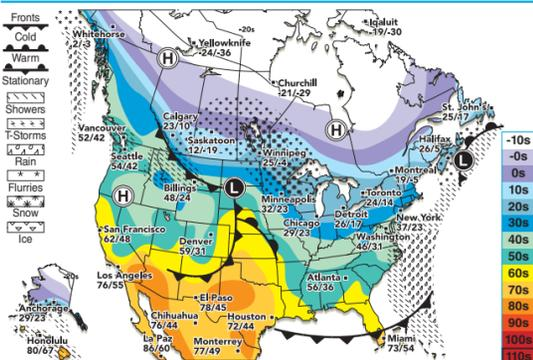 Fronts
Cold
Warm
Stationary
Showers
T-Storms
Rain
Flurries
Snow
Ice
-20s
Iqaluit
-19/-30
Whitehorse
2/-3
H
Yellowknife
-24/-36
Churchill
-21/-29
Calgary
23/10
Saskatoon
12/-19
Winnipeg
25/-4
H
St. John's
25/17
Vancouver
52/42
Halifax
26/5
Montreal
19/-5
L
Seattle
54/42
H
Billings
48/24
L
Minneapolis
32/23
Toronto
24/14
Chicago
29/23
Detroit
26/17
New York
37/23
Washington
46/31
San Francisco
62/48
Denver
59/31
Los Angeles
76/55
Atlanta
56/36
El Paso
78/45
Chihuahua
76/44
Houston
72/44
La Paz
86/60
Monterrey
77/49
Miami
73/54
-20s
Anchorage
29/23
Honolulu
80/67
-10s
-0s
0s
10s
20s
30s
40s
50s
60s
70s
80s
90s
100s
110s